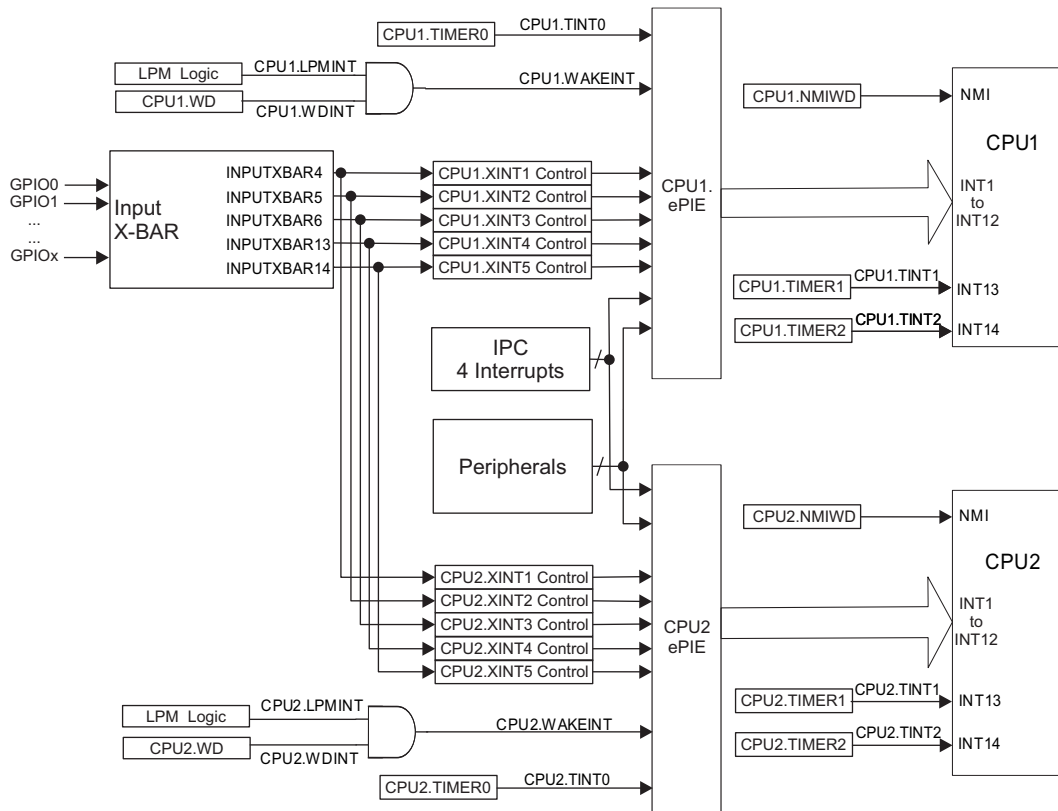 CPU1.TIMER0
CPU1.TINT0
LPM Logic
CPU1.LPMINT
CPU1.WD
CPU1.WDINT
CPU1.WAKEINT
GPIO0
GPIO1
...
...
GPIOx
Input
X-BAR
INPUTXBAR4
INPUTXBAR5
INPUTXBAR6
INPUTXBAR13
INPUTXBAR14
CPU1.XINT1 Control
CPU1.XINT2 Control
CPU1.XINT3 Control
CPU1.XINT4 Control
CPU1.XINT5 Control
CPU1.
ePIE
CPU1.NMIWD
NMI
CPU1
INT1
to
INT12
CPU1.TIMER1
CPU1.TINT1
INT13
CPU1.TIMER2
CPU1.TINT2
INT14
IPC
4 Interrupts
Peripherals
CPU2.XINT1 Control
CPU2.XINT2 Control
CPU2.XINT3 Control
CPU2.XINT4 Control
CPU2.XINT5 Control
CPU2
ePIE
CPU2.NMIWD
NMI
CPU2
INT1
to
INT12
CPU2.TIMER1
CPU2.TINT1
INT13
CPU2.TIMER2
CPU2.TINT2
INT14
LPM Logic
CPU2.LPMINT
CPU2.WD
CPU2.WDINT
CPU2.WAKEINT
CPU2.TIMER0
CPU2.TINT0